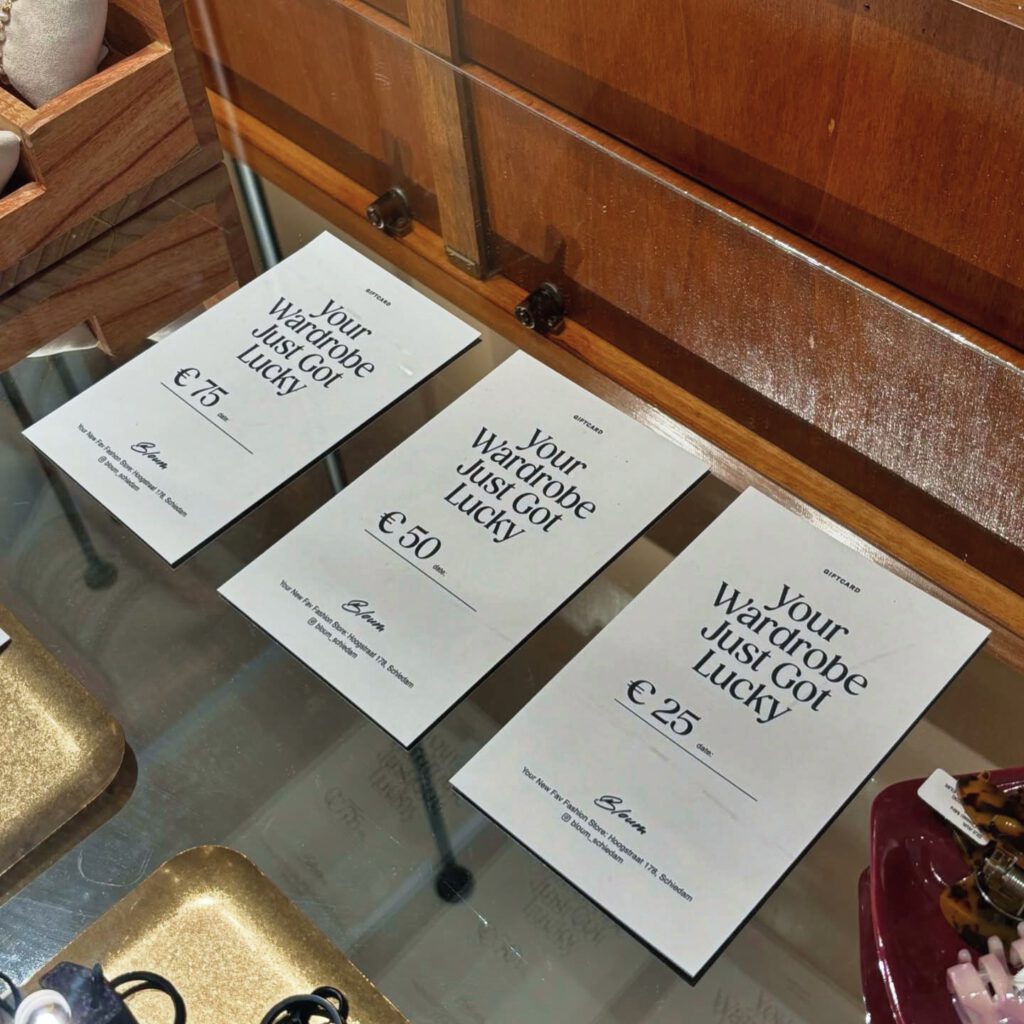 GIFTCARD
Your
Wardrobe
Just Got
Lucky
€ 75 date:
Bloum
Your New Fav Fashion Store: Hoogstraat 178, Schiedam
@ bloum_schiedam
GIFTCARD
Your
Wardrobe
Just Got
Lucky
€ 50 date:
Bloum
Your New Fav Fashion Store: Hoogstraat 178, Schiedam
@ bloum_schiedam
GIFTCARD
Your
Wardrobe
Just Got
Lucky
€ 25 date:
Bloum
Your New Fav Fashion Store: Hoogstraat 178, Schiedam
@ bloum_schiedam